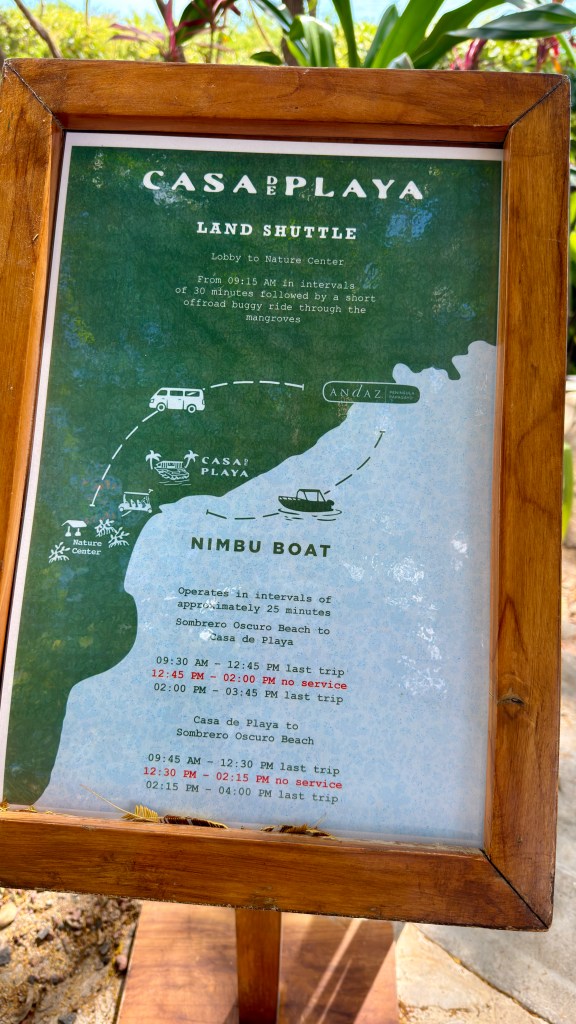 CASA DE PLAYA
LAND SHUTTLE
Lobby to Nature Center
From 09:15 AM in intervals
of 30 minutes followed by a short
offroad buggy ride through the
mangroves
ANdAZ
CASA DE
PLAYA
Nature
Center
NIMBU BOAT
Operates in intervals of
approximately 25 minutes
Sombrero Oscuro Beach to
Casa de Playa
09:30 AM – 12:45 PM last trip
12:45 PM – 02:00 PM no service
02:00 PM – 03:45 PM last trip
Casa de Playa to
Sombrero Oscuro Beach
09:45 AM – 12:30 PM last trip
12:30 PM – 02:15 PM no service
02:15 PM – 04:00 PM last trip